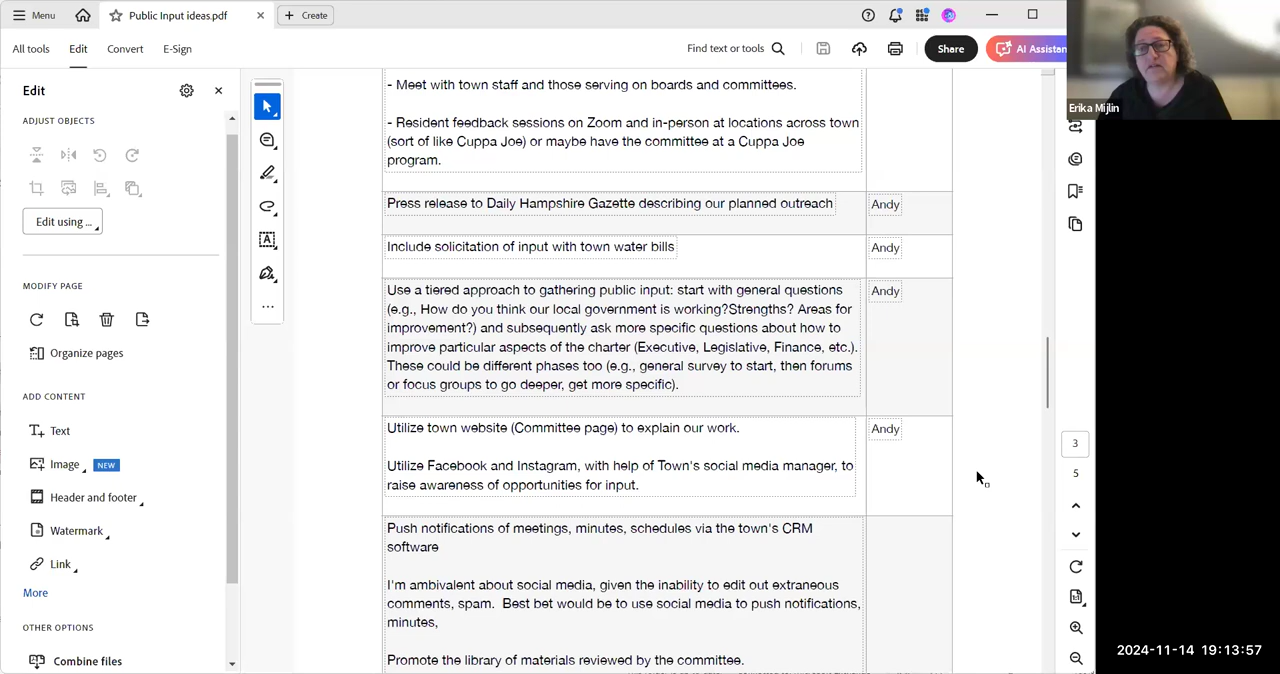 Menu
Public Input ideas.pdf
Create
All tools
Edit
Convert
E-Sign
Find text or tools
Share
AI Assistan
Erika Mijlin
Edit
ADJUST OBJECTS
Edit using ...
MODIFY PAGE
Organize pages
ADD CONTENT
Text
Image
NEW
Header and footer
Watermark
Link
More
OTHER OPTIONS
Combine files
- Meet with town staff and those serving on boards and committees.
- Resident feedback sessions on Zoom and in-person at locations across town
(sort of like Cuppa Joe) or maybe have the committee at a Cuppa Joe
program.
Press release to Daily Hampshire Gazette describing our planned outreach
Andy
Include solicitation of input with town water bills
Andy
Use a tiered approach to gathering public input: start with general questions
Andy
(e.g., How do you think our local government is working?Strengths? Areas for
improvement?) and subsequently ask more specific questions about how to
improve particular aspects of the charter (Executive, Legislative, Finance, etc.).
These could be different phases too (e.g., general survey to start, then forums
or focus groups to go deeper, get more specific).
Utilize town website (Committee page) to explain our work.
Andy
Utilize Facebook and Instagram, with help of Town's social media manager, to
raise awareness of opportunities for input.
Push notifications of meetings, minutes, schedules via the town's CRM
software
I'm ambivalent about social media, given the inability to edit out extraneous
comments, spam.  Best bet would be to use social media to push notifications,
minutes,
Promote the library of materials reviewed by the committee.
3
5
2024-11-14 19:13:57